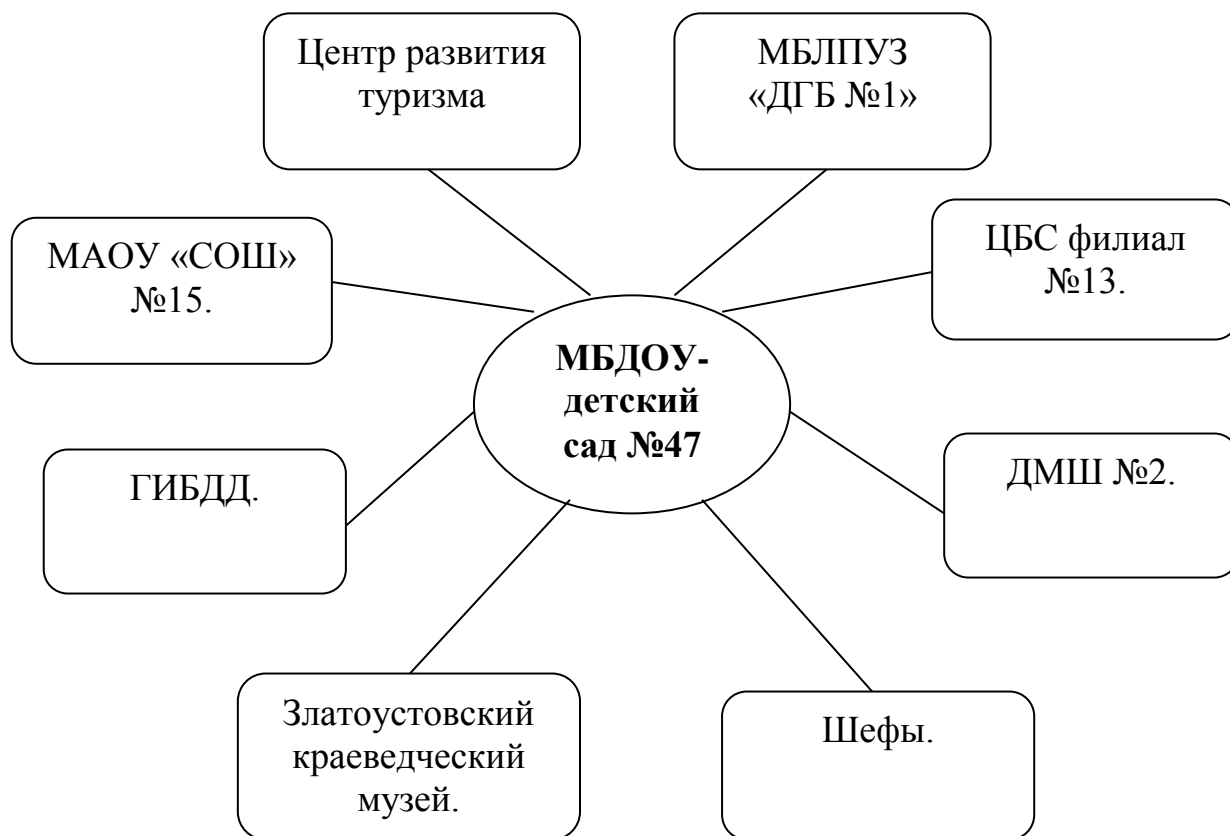 Центр развития
туризма
МБЛПУЗ
«ДГБ №1»
МАОУ «СОШ»
№15.
ЦБС филиал
№13.
МБДОУ-
детский
сад №47
ГИБДД.
ДМШ №2.
Златоустовский
краеведческий
музей.
Шефы.